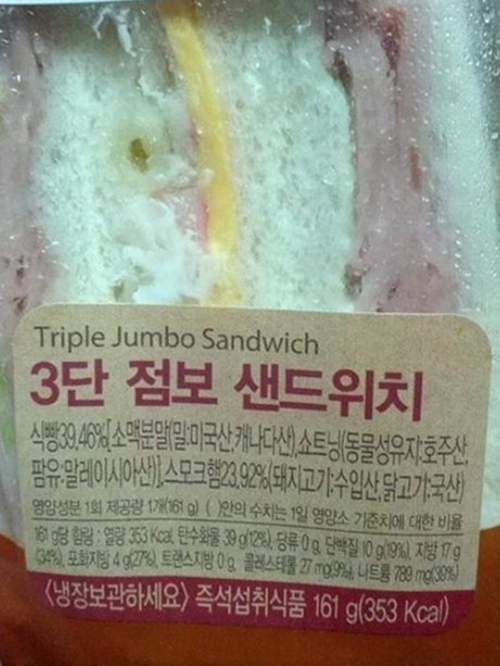 Triple Jumbo Sandwich
3단 점보 샌드위치
식빵39.46%[소맥분말(밀:미국산,캐나다산),쇼트닝(동물성유지:호주산,
팜유:말레이시아산)],스모크햄23.92%(돼지고기:수입산,닭고기:국산)
영양성분 1회 제공량 1개(161 g) ( )안의 수치는 1일 영양소 기준치에 대한 비율
161 g당 함량 : 열량 353 Kcal, 탄수화물 39 g(12%), 당류 0 g, 단백질 10 g(19%), 지방 17 g
(34%), 포화지방 4 g(27%), 트랜스지방 0 g, 콜레스테롤 27 mg(9%), 나트륨 789 mg(39%)
〈냉장보관하세요〉 즉석섭취식품 161 g(353 Kcal)